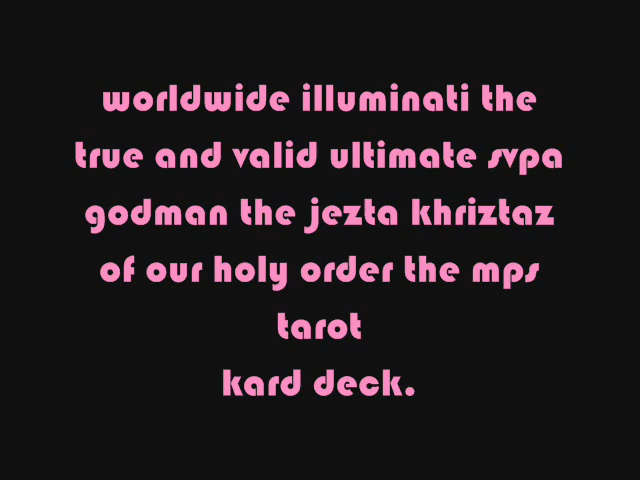 worldwide illuminati the
true and valid ultimate svpa
godman the jezta khriztaz
of our holy order the mps
tarot
kard deck.